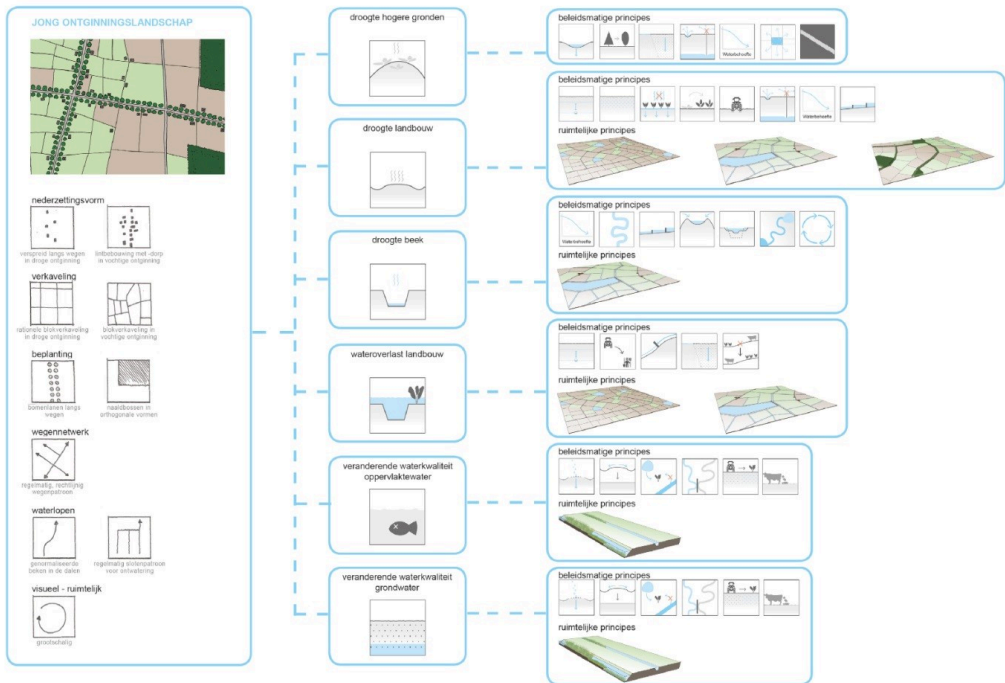 JONG ONTGINNINGSLANDSCHAP
nederzettingsvorm
verspreid langs wegen
in droge ontginning
lintbebouwing met -dorp
in vochtige ontginning
verkaveling
rationele blokverkaveling
in droge ontginning
blokverkaveling in
vochtige ontginning
beplanting
bomenlanen langs
wegen
naaldbossen in
orthogonale vormen
wegennetwerk
regelmatig, rechtlijnig
wegenpatroon
waterlopen
genormaliseerde
beken in de dalen
regelmatig slotenpatroon
voor ontwatering
visueel - ruimtelijk
grootschalig
droogte hogere gronden
droogte landbouw
droogte beek
wateroverlast landbouw
veranderende waterkwaliteit
oppervlaktewater
veranderende waterkwaliteit
grondwater
beleidsmatige principes
Waterbehoefte
beleidsmatige principes
Waterbehoefte
ruimtelijke principes
beleidsmatige principes
Waterbehoefte
ruimtelijke principes
beleidsmatige principes
ruimtelijke principes
beleidsmatige principes
ruimtelijke principes
beleidsmatige principes
ruimtelijke principes